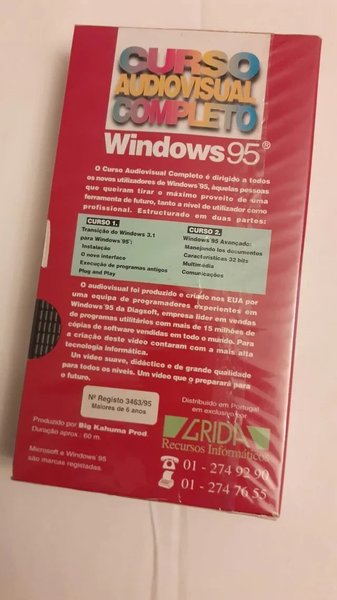 CURSO
AUDIOVISUAL
COMPLETO
Windows 95®
O Curso Audiovisual Completo é dirigido a todos
os novos utilizadores de Windows'95, àquelas pessoas
que queiram tirar o máximo proveito de uma
ferramenta de futuro, tanto a nível de utilizador como
profissional. Estructurado em duas partes:
CURSO 1.
Transição do Windows 3.1
para Windows 95':
Instalação
O novo interface
Execução de programas antigos
Plug and Play
CURSO 2.
Windows'95 Avançado:
Manejando los documentos
Características 32 bits
Multimédia
Comunicações
O audiovisual foi produzido e criado nos EUA por
uma equipa de programadores experientes em
Windows'95 da Diagsoft, empresa líder em vendas
de programas utilitários com mais de 15 milhões de
cópias de software vendidas em todo o mundo. Para
a criação deste vídeo contaram com a mais alta
tecnologia informática.
Um vídeo suave, didáctico e de grande qualidade
para todos os níveis. Um vídeo que o preparará para
o futuro.
Nº Registo 3463/95
Maiores de 6 anos
Produzido por Big Kahuma Prod.
Duração aprox: 60 m.
Microsoft e Windows'95
são marcas registadas.
Distribuido em Portugal
em exclusivo por
GRIDA
Recursos Informáticos
01 - 274 92 90
01 - 274 76 55